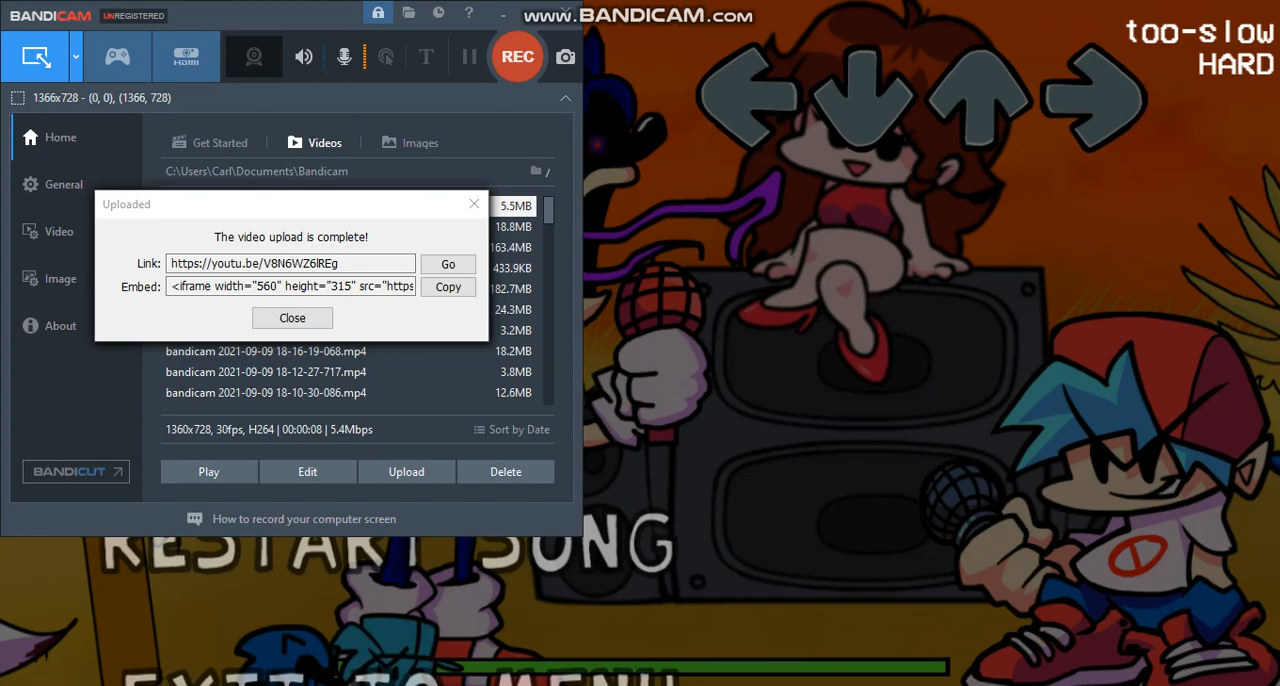 BANDICAM UNREGISTERED
www.BANDICAM.com
too-slow
HARD
HDMI
REC
1366x728 - (0, 0), (1366, 728)
Home
General
Video
Image
About
BANDICUT
Get Started
Videos
Images
C:\Users\Carl\Documents\Bandicam
/
5.5MB
18.8MB
163.4MB
433.9KB
182.7MB
24.3MB
3.2MB
Uploaded
The video upload is complete!
Link: https://youtu.be/V8N6WZ6lREg Go
Embed: <iframe width="560" height="315" src="https Copy
Close
bandicam 2021-09-09 18-16-19-068.mp4 18.2MB
bandicam 2021-09-09 18-12-27-717.mp4 3.8MB
bandicam 2021-09-09 18-10-30-086.mp4 12.6MB
1360x728, 30fps, H264 | 00:00:08 | 5.4Mbps
Sort by Date
Play Edit Upload Delete
How to record your computer screen
RESTART SONG
EXIT TO MENU